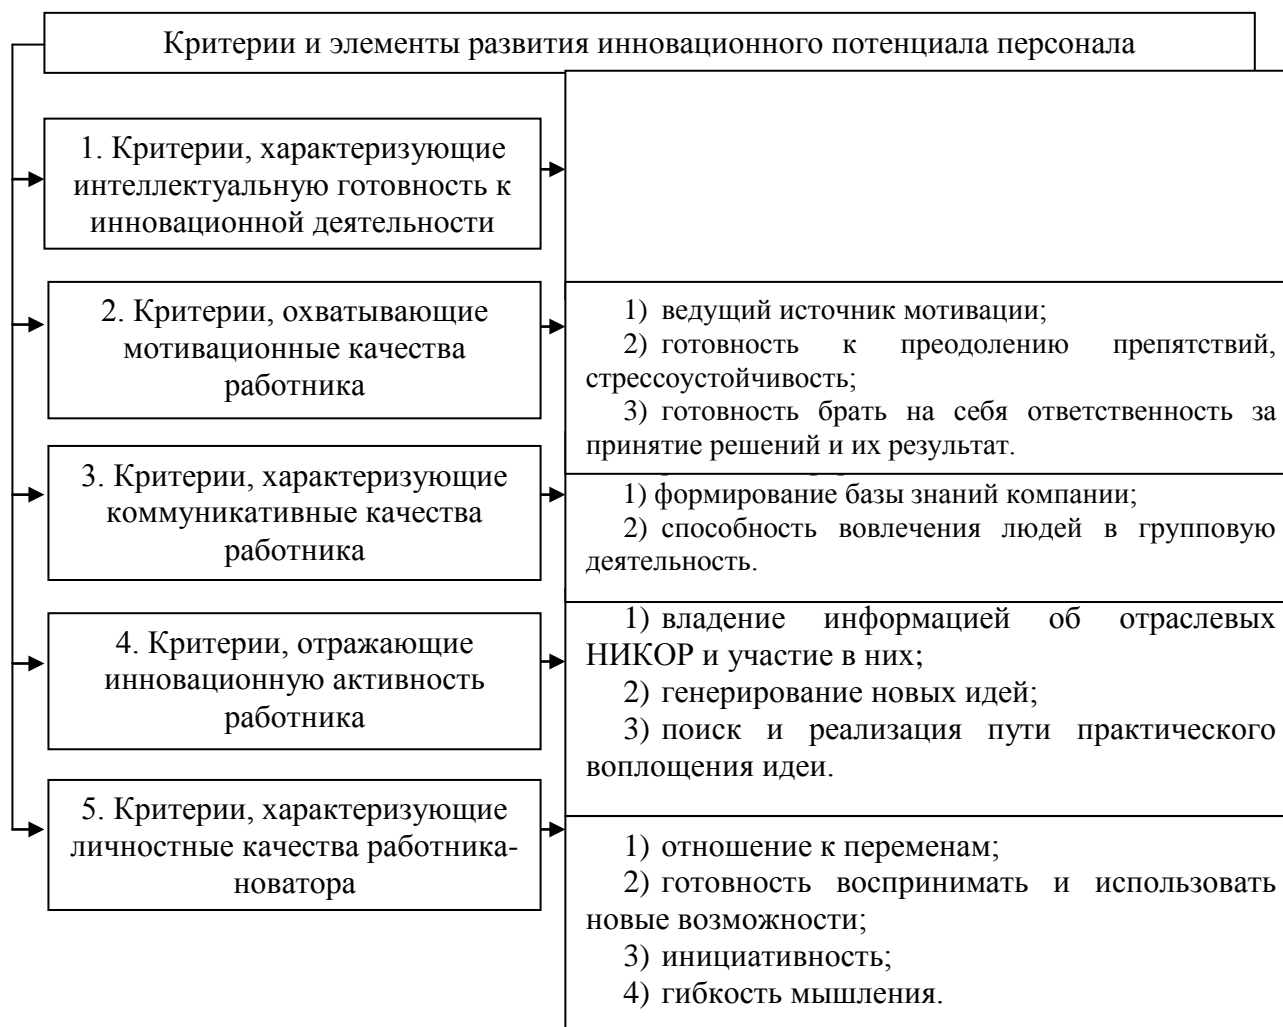 Критерии и элементы развития инновационного потенциала персонала
1. Критерии, характеризующие
интеллектуальную готовность к
инновационной деятельности
2. Критерии, охватывающие
мотивационные качества
работника
1) ведущий источник мотивации;
2) готовность к преодолению препятствий,
стрессоустойчивость;
3) готовность брать на себя ответственность за
принятие решений и их результат.
3. Критерии, характеризующие
коммуникативные качества
работника
1) формирование базы знаний компании;
2) способность вовлечения людей в групповую
деятельность.
4. Критерии, отражающие
инновационную активность
работника
1) владение информацией об отраслевых
НИКОР и участие в них;
2) генерирование новых идей;
3) поиск и реализация пути практического
воплощения идеи.
5. Критерии, характеризующие
личностные качества работника-
новатора
1) отношение к переменам;
2) готовность воспринимать и использовать
новые возможности;
3) инициативность;
4) гибкость мышления.